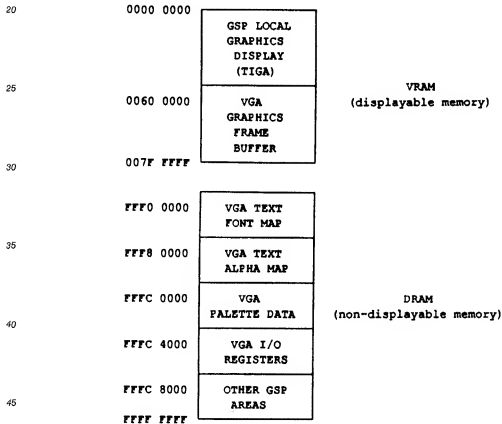 20
0000 0000
GSP LOCAL
GRAPHICS
DISPLAY
(TIGA)
25
VRAM
(displayable memory)
0060 0000
VGA
GRAPHICS
FRAME
BUFFER
007F FFFF
30
FFF0 0000
VGA TEXT
FONT MAP
35
FFF8 0000
VGA TEXT
ALPHA MAP
FFFC 0000
VGA
PALETTE DATA
DRAM
(non-displayable memory)
40
FFFC 4000
VGA I/O
REGISTERS
FFFC 8000
OTHER GSP
AREAS
45
FFFF FFFF